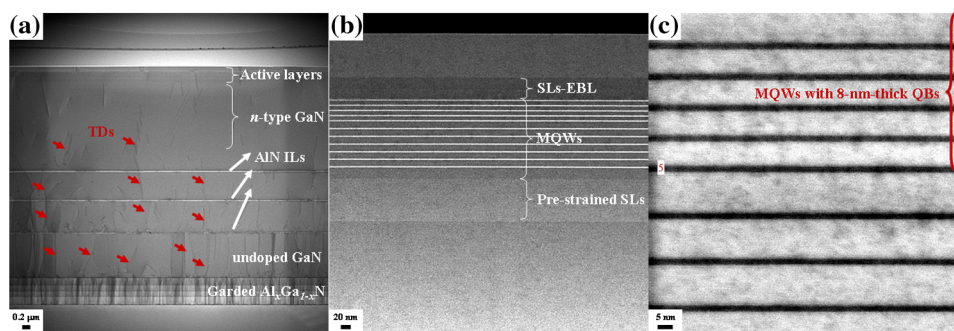 (a)
Active layers
n-type GaN
TDs
AlN ILs
undoped GaN
Garded AlxGa1-xN
0.2 μm
(b)
SLs-EBL
MQWs
Pre-strained SLs
20 nm
(c)
MQWs with 8-nm-thick QBs
5
5 nm